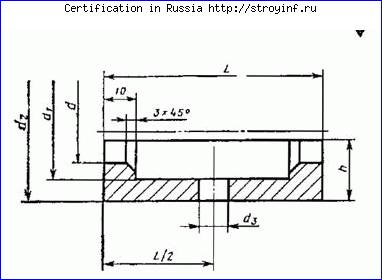 Certification in Russia http://stroyinf.ru
L
10
3×45°
d₂
d₁
d
h
d₃
L/2